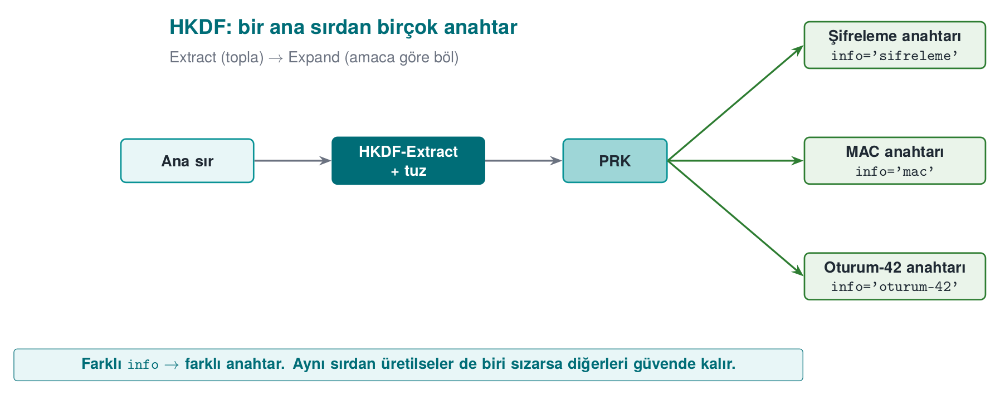 HKDF: bir ana sırdan birçok anahtar
Extract (topla) → Expand (amaca göre böl)
Ana sır
HKDF-Extract
+ tuz
PRK
Şifreleme anahtarı
info='sifreleme'
MAC anahtarı
info='mac'
Oturum-42 anahtarı
info='oturum-42'
Farklı info → farklı anahtar. Aynı sırdan üretilseler de biri sızarsa diğerleri güvende kalır.